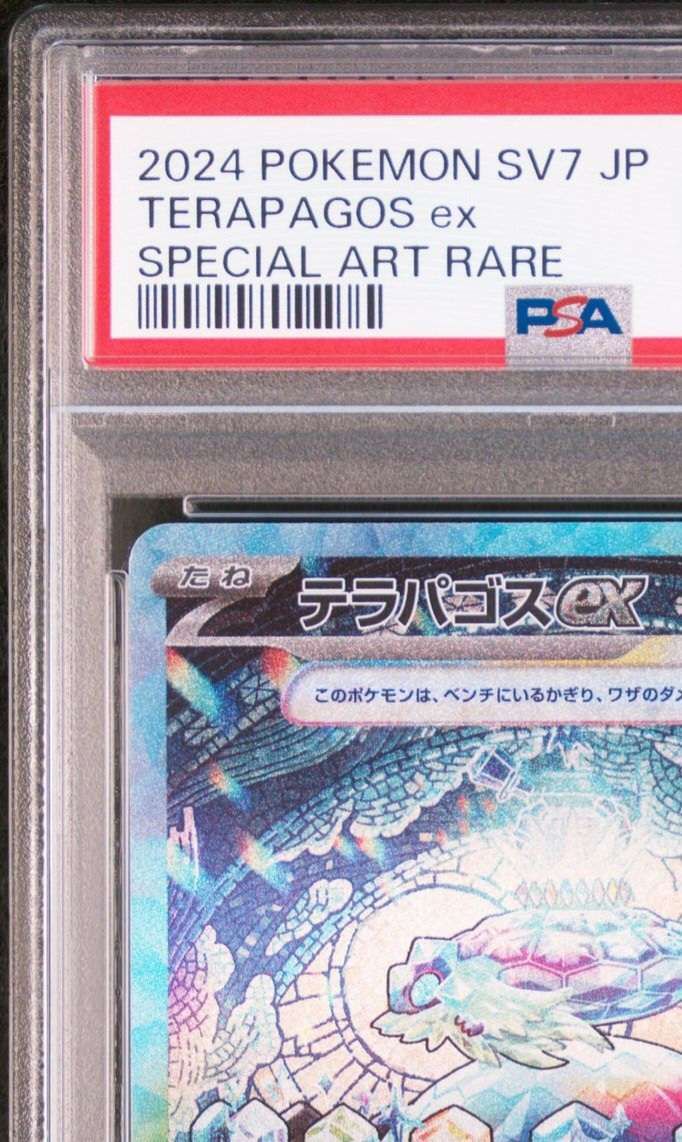 2024 POKEMON SV7 JP
TERAPAGOS ex
SPECIAL ART RARE
PSA
たね
テラパゴスex
このポケモンは、ベンチにいるかぎり、ワザのダメ